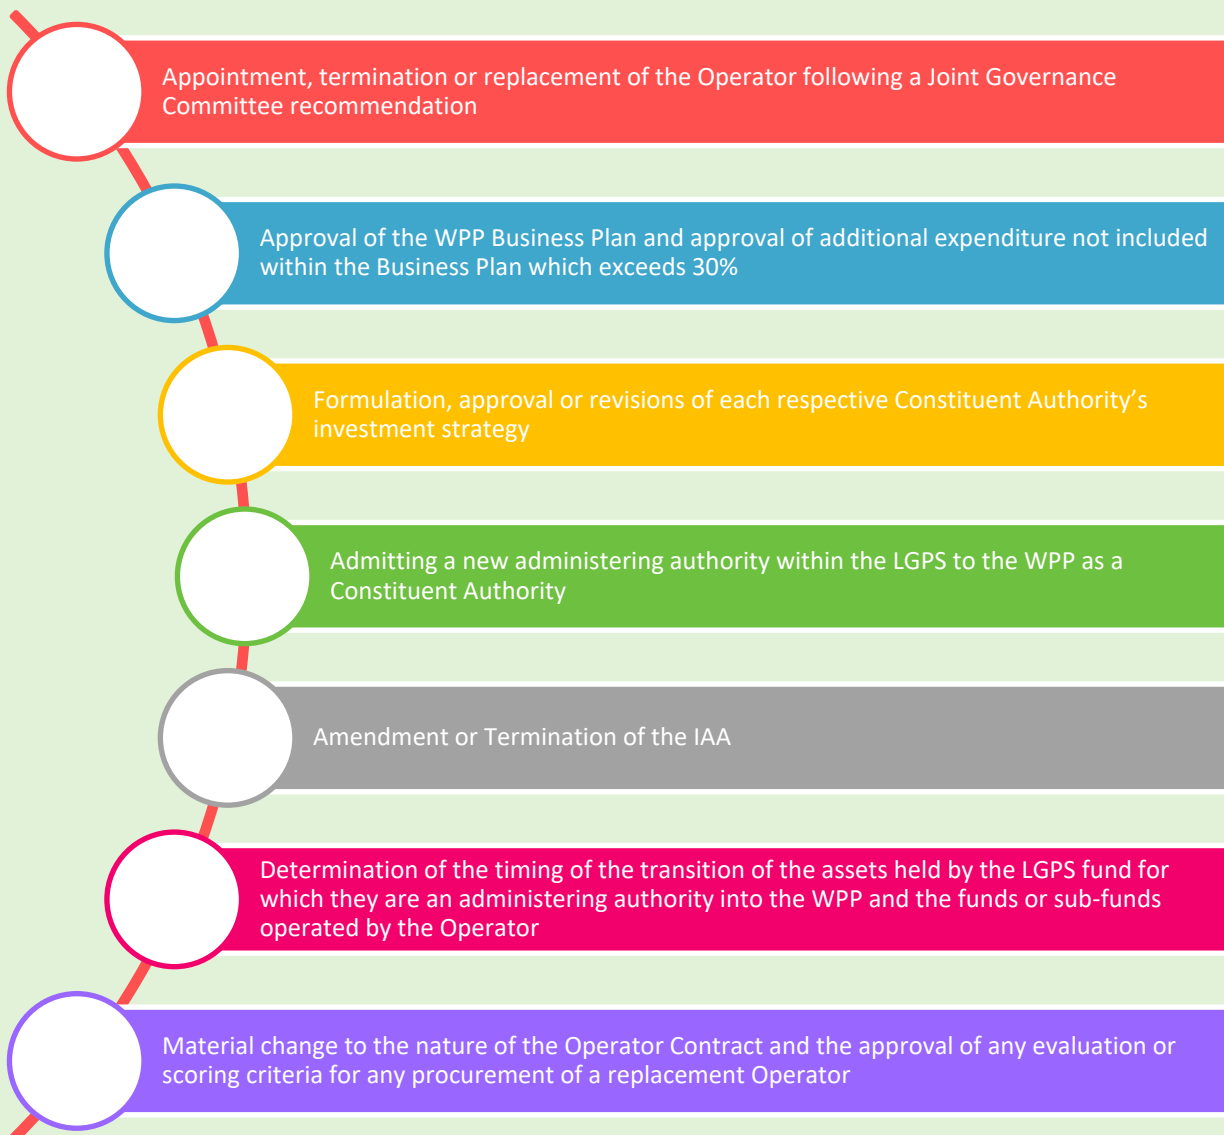 Appointment, termination or replacement of the Operator following a Joint Governance
Committee recommendation
Approval of the WPP Business Plan and approval of additional expenditure not included
within the Business Plan which exceeds 30%
Formulation, approval or revisions of each respective Constituent Authority’s
investment strategy
Admitting a new administering authority within the LGPS to the WPP as a
Constituent Authority
Amendment or Termination of the IAA
Determination of the timing of the transition of the assets held by the LGPS fund for
which they are an administering authority into the WPP and the funds or sub-funds
operated by the Operator
Material change to the nature of the Operator Contract and the approval of any evaluation or
scoring criteria for any procurement of a replacement Operator